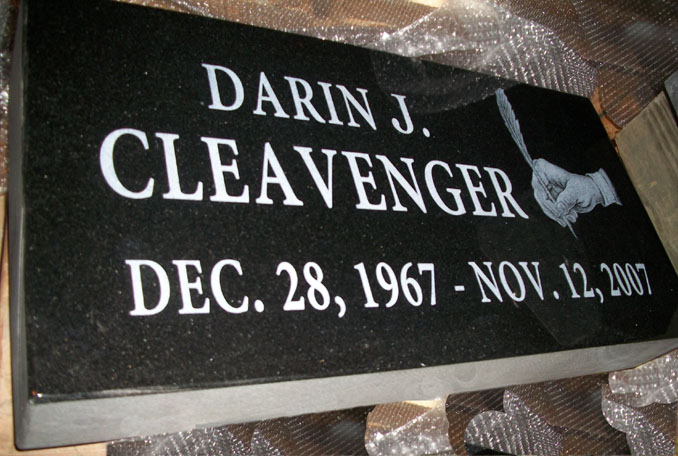 DARIN J.
CLEAVENGER
DEC. 28, 1967 - NOV. 12, 2007